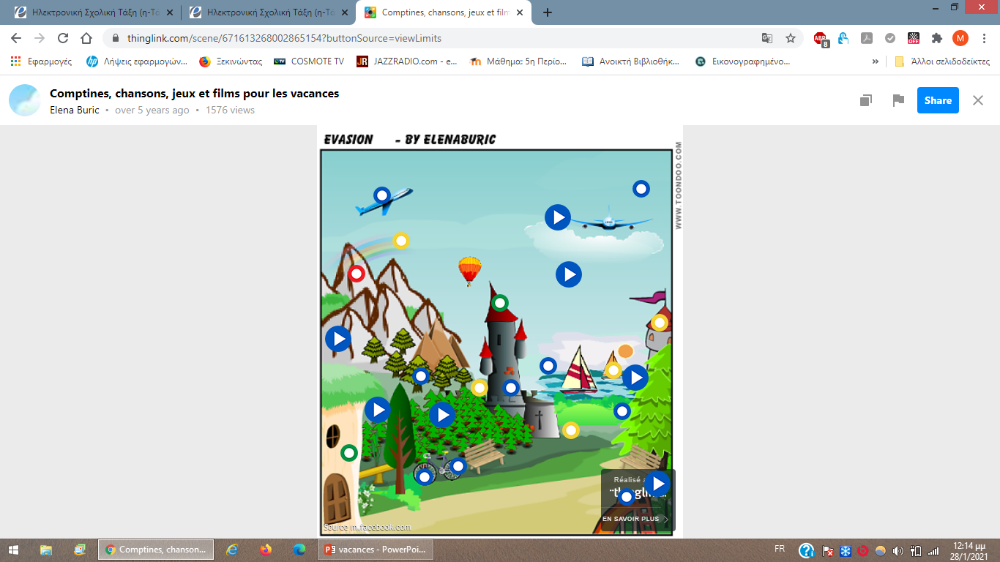 Ηλεκτρονική Σχολική Τάξη (η-Τά
Ηλεκτρονική Σχολική Τάξη (η-Τά
Comptines, chansons, jeux et film
thinglink.com/scene/671613268002865154?buttonSource=viewLimits
ABP
8
OFF
M
Εφαρμογές
Λήψεις εφαρμογών...
Ξεκινώντας
COSMOTE TV
JAZZRADIO.com - e...
Μάθημα: 5η Περίο...
Ανοικτή Βιβλιοθήκ...
Εικονογραφημένο...
»
Άλλοι σελιδοδείκτες
Comptines, chansons, jeux et films pour les vacances
Elena Buric • over 5 years ago • 1576 views
Share
EVASION - BY ELENABURIC
WWW.TOONDOO.COM
Réalisé
EN SAVOIR PLUS
Source m.facebook.com
Comptines, chanson...
vacances - PowerPoi...
FR
12:14 μμ
28/1/2021